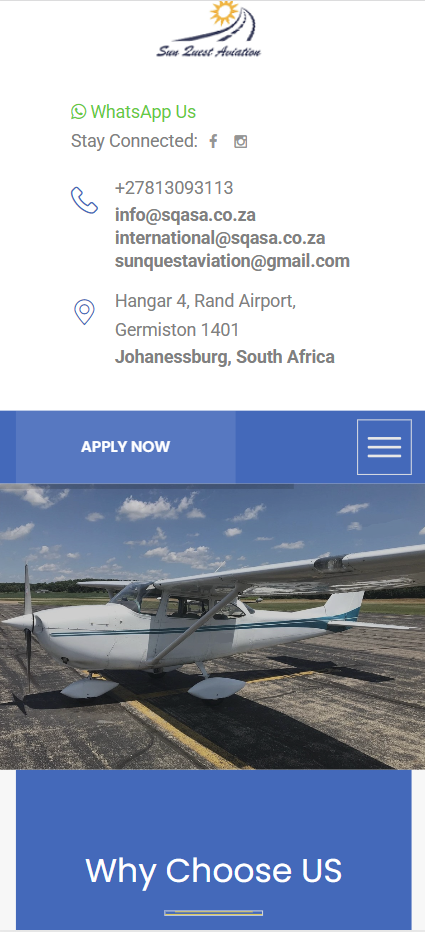 Sun Quest Aviation
WhatsApp Us
Stay Connected:
+27813093113
info@sqasa.co.za
international@sqasa.co.za
sunquestaviation@gmail.com
Hangar 4, Rand Airport,
Germiston 1401
Johanessburg, South Africa
APPLY NOW
Why Choose US